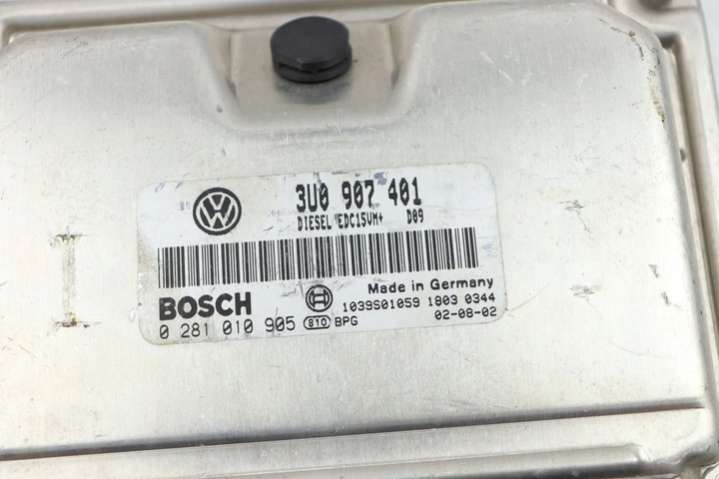 3U0 907 401
DIESEL EDC15VM+ D09
Made in Germany
BOSCH
1039S01059 1803 0344
0 281 010 905 810 BPG
02-08-02